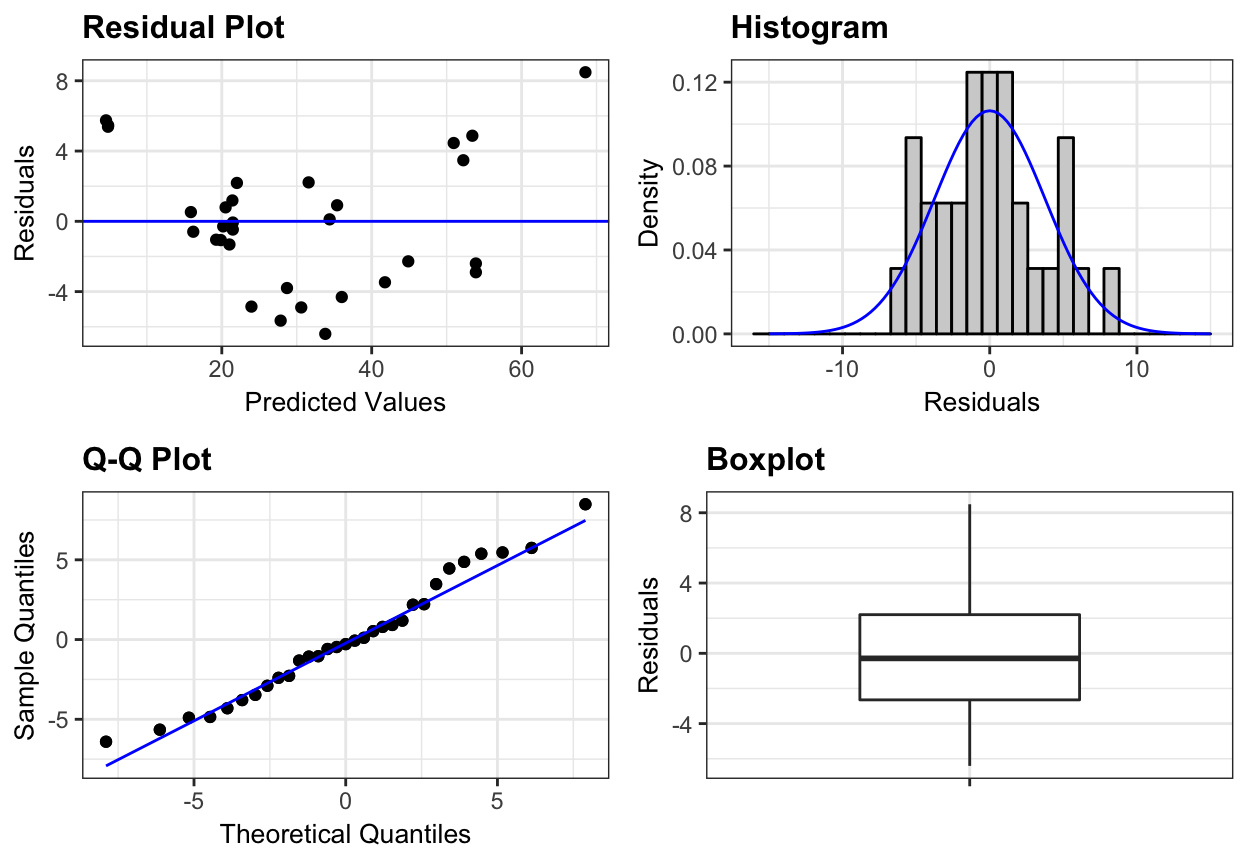 Residual Plot
8
4
0
-4
Residuals
20
40
60
Predicted Values
Histogram
0.12
0.08
0.04
0.00
Density
-10
0
10
Residuals
Q-Q Plot
5
0
-5
Sample Quantiles
-5
0
5
Theoretical Quantiles
Boxplot
8
4
0
-4
Residuals